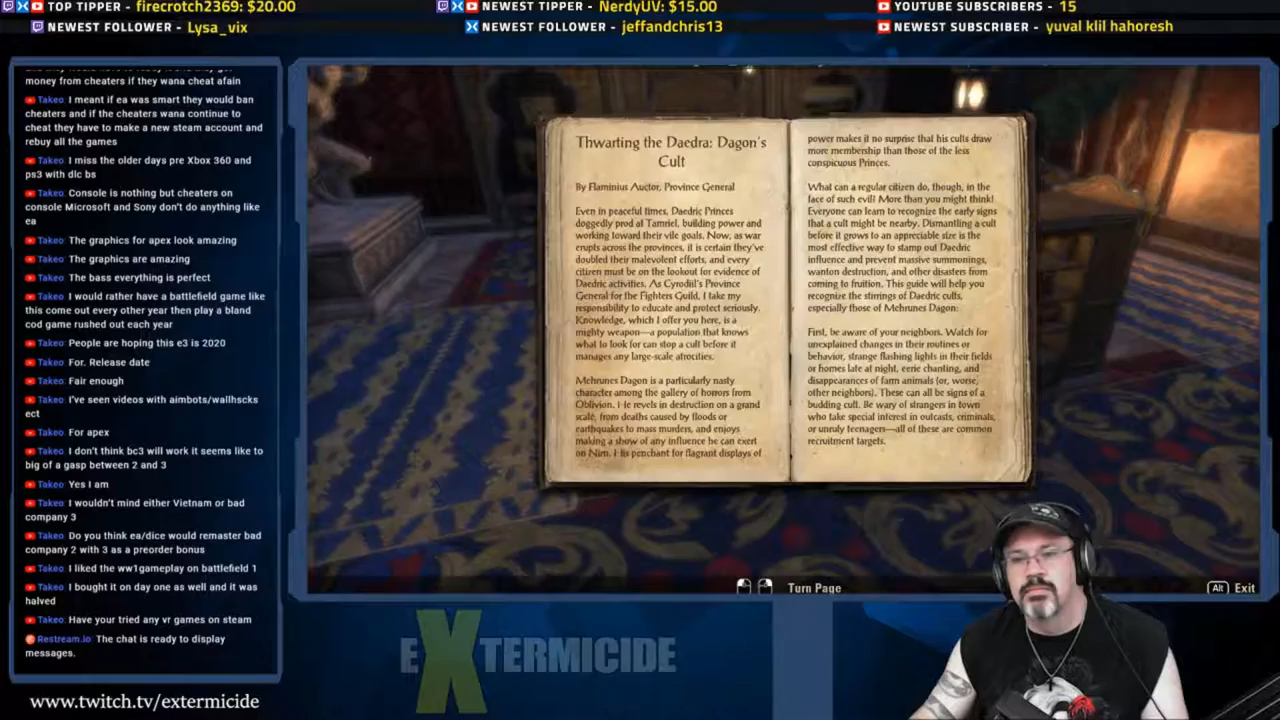 TOP TIPPER - firecrotch2369: $20.00
NEWEST TIPPER - NerdyUV: $15.00
YOUTUBE SUBSCRIBERS - 15
NEWEST FOLLOWER - Lysa_vix
NEWEST FOLLOWER - jeffandchris13
NEWEST SUBSCRIBER - yuval klil hahoresh
money from cheaters if they wana cheat afain
Takeo: I meant if ea was smart they would ban
cheaters and if the cheaters wana continue to
cheat they have to make a new steam account and
rebuy all the games
Takeo: I miss the older days pre Xbox 360 and
ps3 with dlc bs
Takeo: Console is nothing but cheaters on
console Microsoft and Sony don't do anything like
ea
Takeo: The graphics for apex look amazing
Takeo: The graphics are amazing
Takeo: The bass everything is perfect
Takeo: I would rather have a battlefield game like
this come out every other year then play a bland
cod game rushed out each year
Takeo: People are hoping this e3 is 2020
Takeo: For. Release date
Takeo: Fair enough
Takeo: I've seen videos with aimbots/wallhscks
ect
Takeo: For apex
Takeo: I don't think bc3 will work it seems like to
big of a gasp between 2 and 3
Takeo: Yes I am
Takeo: I wouldn't mind either Vietnam or bad
company 3
Takeo: Do you think ea/dice would remaster bad
company 2 with 3 as a preorder bonus
Takeo: I liked the ww1gameplay on battlefield 1
Takeo: I bought it on day one as well and it was
halved
Takeo: Have your tried any vr games on steam
Restream.io: The chat is ready to display
messages.
www.twitch.tv/extermicide
Thwarting the Daedra: Dagon's
Cult
By Flaminius Auctor, Province General
Even in peaceful times, Daedric Princes
doggedly prod at Tamriel, building power and
working toward their vile goals. Now, as war
erupts across the provinces, it is certain they've
doubled their malevolent efforts, and every
citizen must be on the lookout for evidence of
Daedric activities. As Cyrodiil's Province
General for the Fighters Guild, I take my
responsibility to educate and protect seriously.
Knowledge, which I offer you here, is a
mighty weapon—a population that knows
what to look for can stop a cult before it
manages any large-scale atrocities.
Mehrunes Dagon is a particularly nasty
character among the gallery of horrors from
Oblivion. He revels in destruction on a grand
scale, from deaths caused by floods or
earthquakes to mass murders, and enjoys
making a show of any influence he can exert
on Nirn. His penchant for flagrant displays of
power makes it no surprise that his cults draw
more membership than those of the less
conspicuous Princes.
What can a regular citizen do, though, in the
face of such evil? More than you might think!
Everyone can learn to recognize the early signs
that a cult might be nearby. Dismantling a cult
before it grows to an appreciable size is the
most effective way to stamp out Daedric
influence and prevent massive summonings,
wanton destruction, and other disasters from
coming to fruition. This guide will help you
recognize the stirrings of Daedric cults,
especially those of Mehrunes Dagon:
First, be aware of your neighbors. Watch for
unexplained changes in their routines or
behavior, strange flashing lights in their fields
or homes late at night, eerie chanting, and
disappearances of farm animals (or, worse,
other neighbors). These can all be signs of a
budding cult. Be wary of strangers in town
who take special interest in outcasts, criminals,
or unruly teenagers—all of these are common
recruitment targets.
Turn Page
Alt Exit
EXTERMICIDE